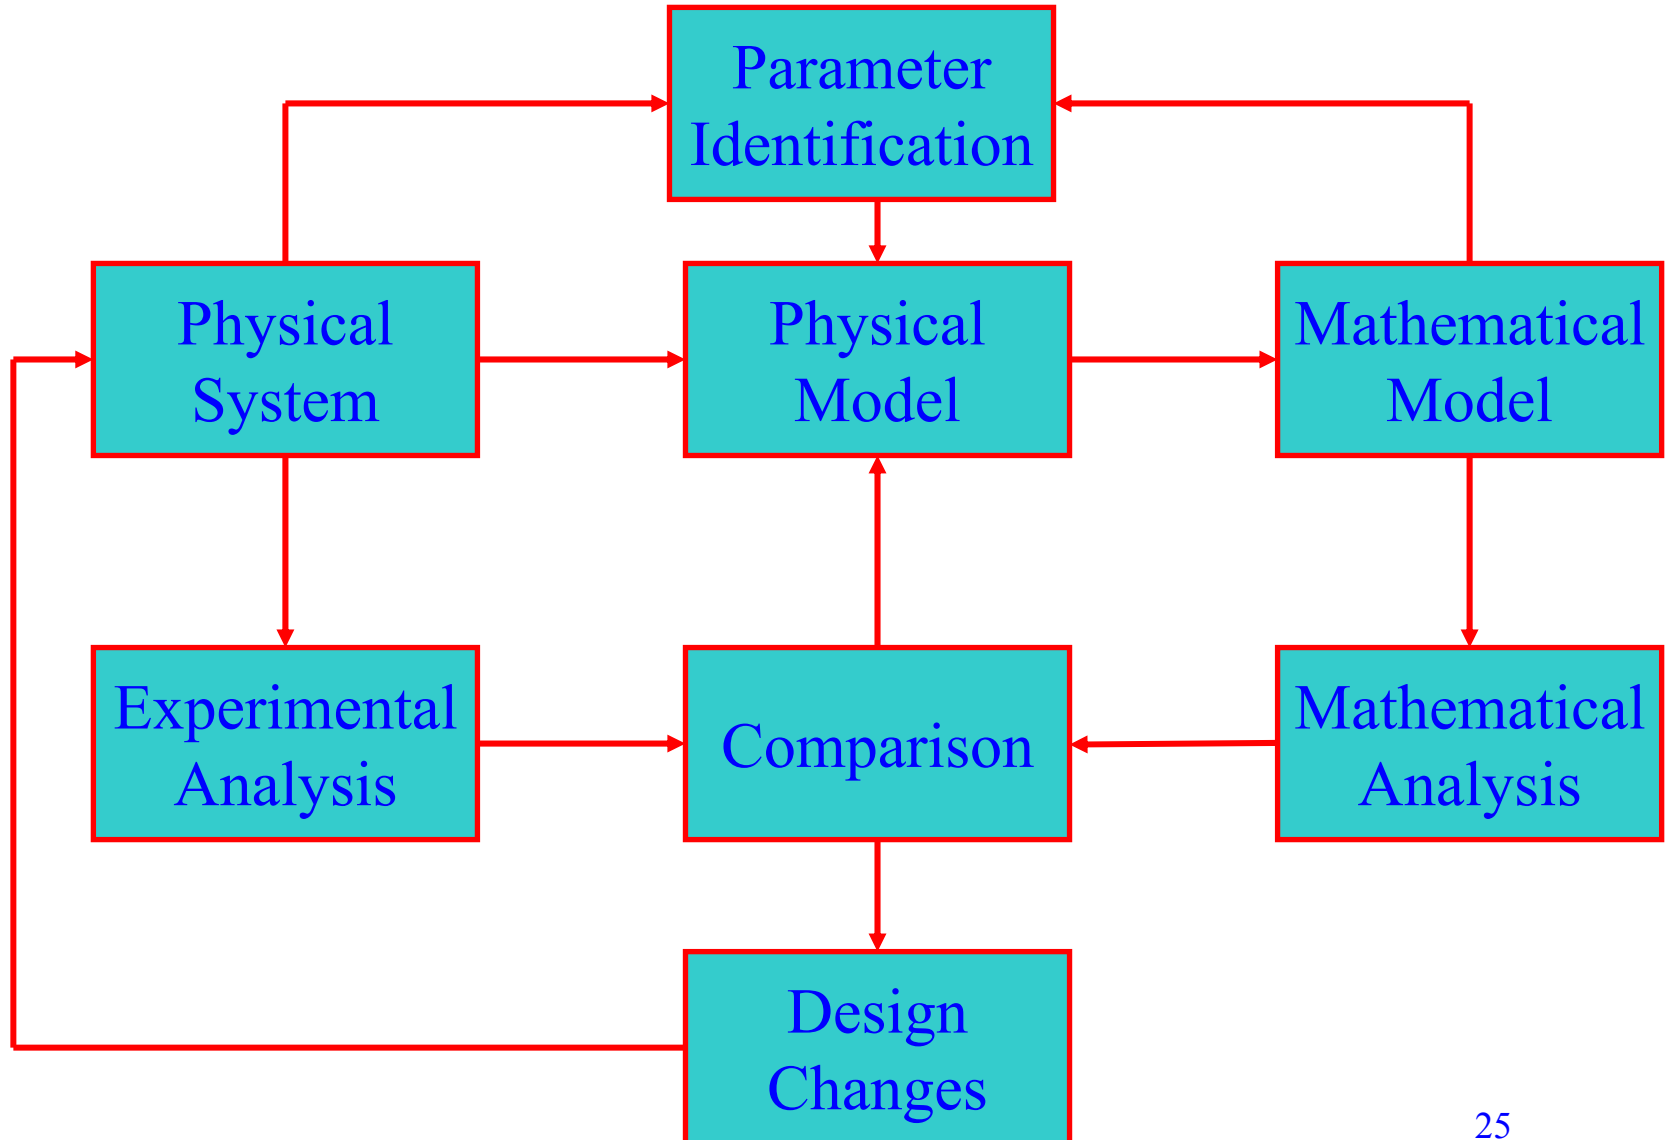 Parameter
Identification
Physical
System
Physical
Model
Mathematical
Model
Experimental
Analysis
Comparison
Mathematical
Analysis
Design
Changes
25